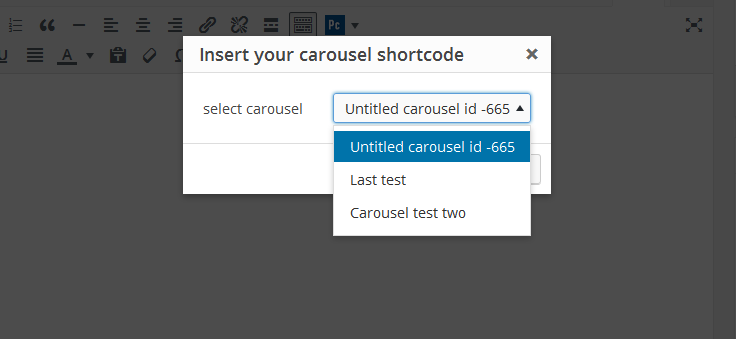 Pc
Insert your carousel shortcode
select carousel
Untitled carousel id -665
Untitled carousel id -665
Last test
Carousel test two